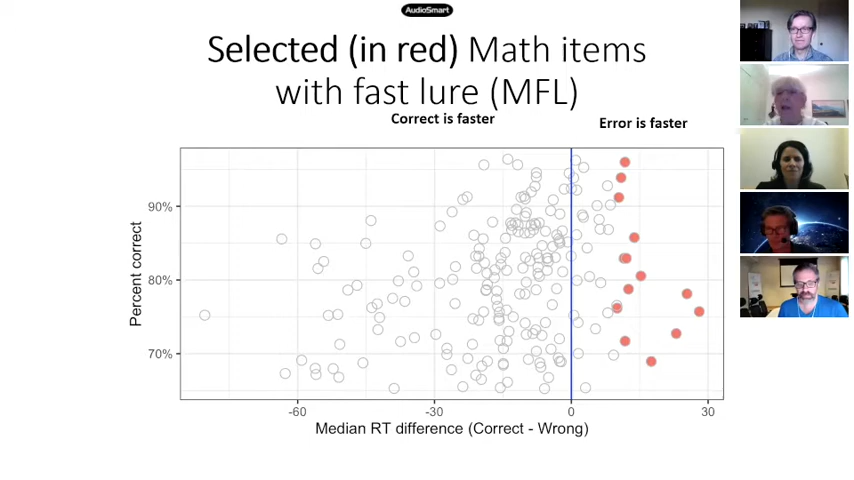 AudioSmart
Selected (in red) Math items
with fast lure (MFL)
Correct is faster
Error is faster
90%
80%
70%
Percent correct
-60 -30 0 30
Median RT difference (Correct - Wrong)